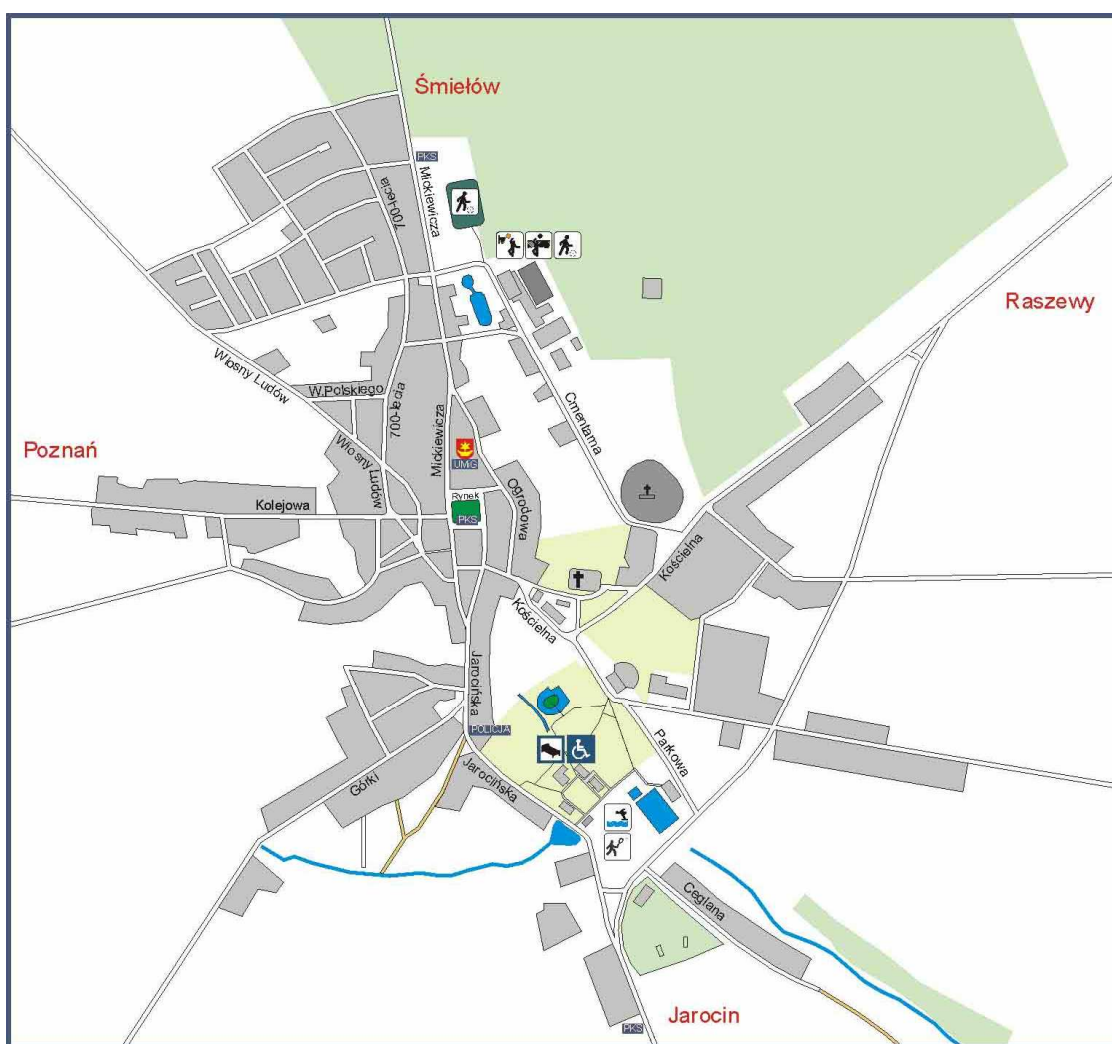 Śmiełów
PKS
Mickiewicza
700-lecia
Raszewy
Wiosny Ludów
W.Polskiego
Cmentarna
700-lecia
Mickiewicza
Poznań
UMiG
Wiosny Ludów
Ogrodowa
Rynek
Kolejowa
PKS
Kościelna
Kościelna
Jarocińska
POLICJA
Parkowa
Jarocińska
Górki
Ceglana
Jarocin
PKS